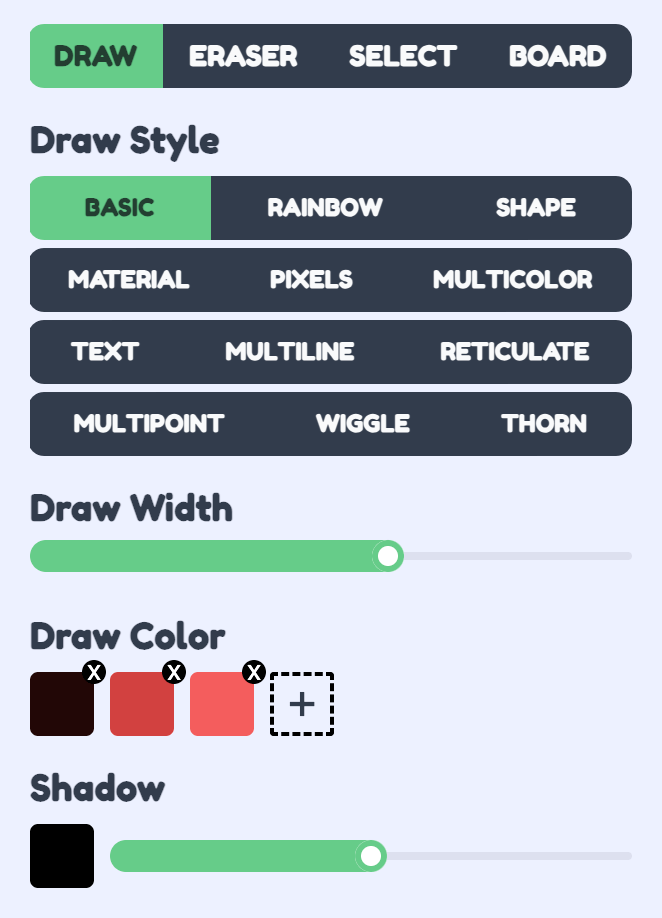 DRAW ERASER SELECT BOARD
Draw Style
BASIC RAINBOW SHAPE
MATERIAL PIXELS MULTICOLOR
TEXT MULTILINE RETICULATE
MULTIPOINT WIGGLE THORN
Draw Width
Draw Color
X X X +
Shadow